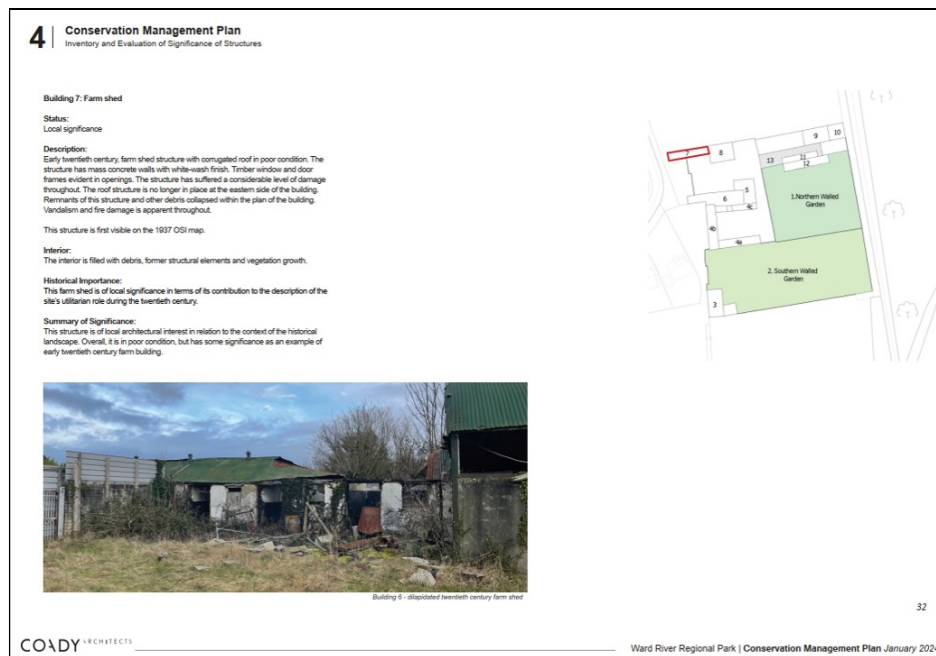 4
Conservation Management Plan
Inventory and Evaluation of Significance of Structures
Building 7: Farm shed
Status:
Local significance
Description:
Early twentieth century, farm shed structure with corrugated roof in poor condition. The
structure has mass concrete walls with white-wash finish. Timber window and door
frames evident in openings. The structure has suffered a considerable level of damage
throughout. The roof structure is no longer in place at the eastern side of the building.
Remnants of this structure and other debris collapsed within the plan of the building.
Vandalism and fire damage is apparent throughout.
This structure is first visible on the 1937 OSI map.
Interior:
The interior is filled with debris, former structural elements and vegetation growth.
Historical Importance:
This farm shed is of local significance in terms of its contribution to the description of the
site's utilitarian role during the twentieth century.
Summary of Significance:
This structure is of local architectural interest in relation to the context of the historical
landscape. Overall, it is in poor condition, but has some significance as an example of
early twentieth century farm building.
7
8
9
10
11
12
13
5
6
4c
4b
4a
3
1.Northern Walled
Garden
2. Southern Walled
Garden
Building 6 - dilapidated twentieth century farm shed
32
COADY ARCHITECTS
Ward River Regional Park | Conservation Management Plan January 2024